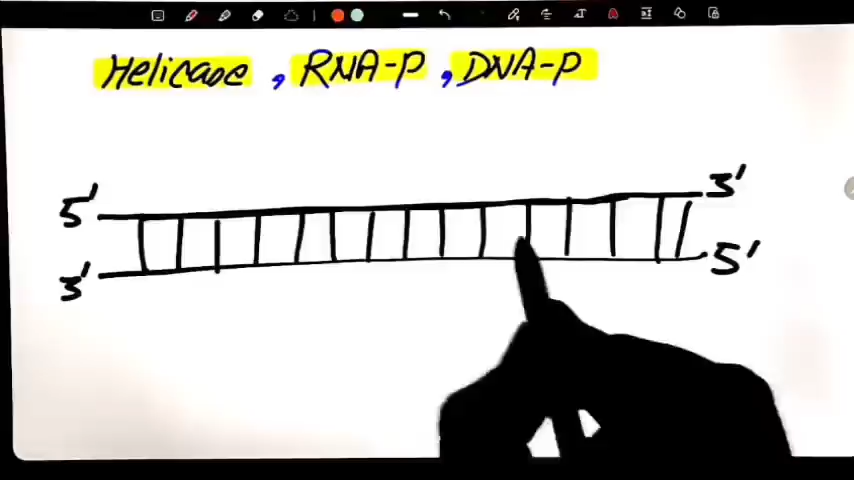 Helicase, RNA-P, DNA-P
5' 3'
3' 5'